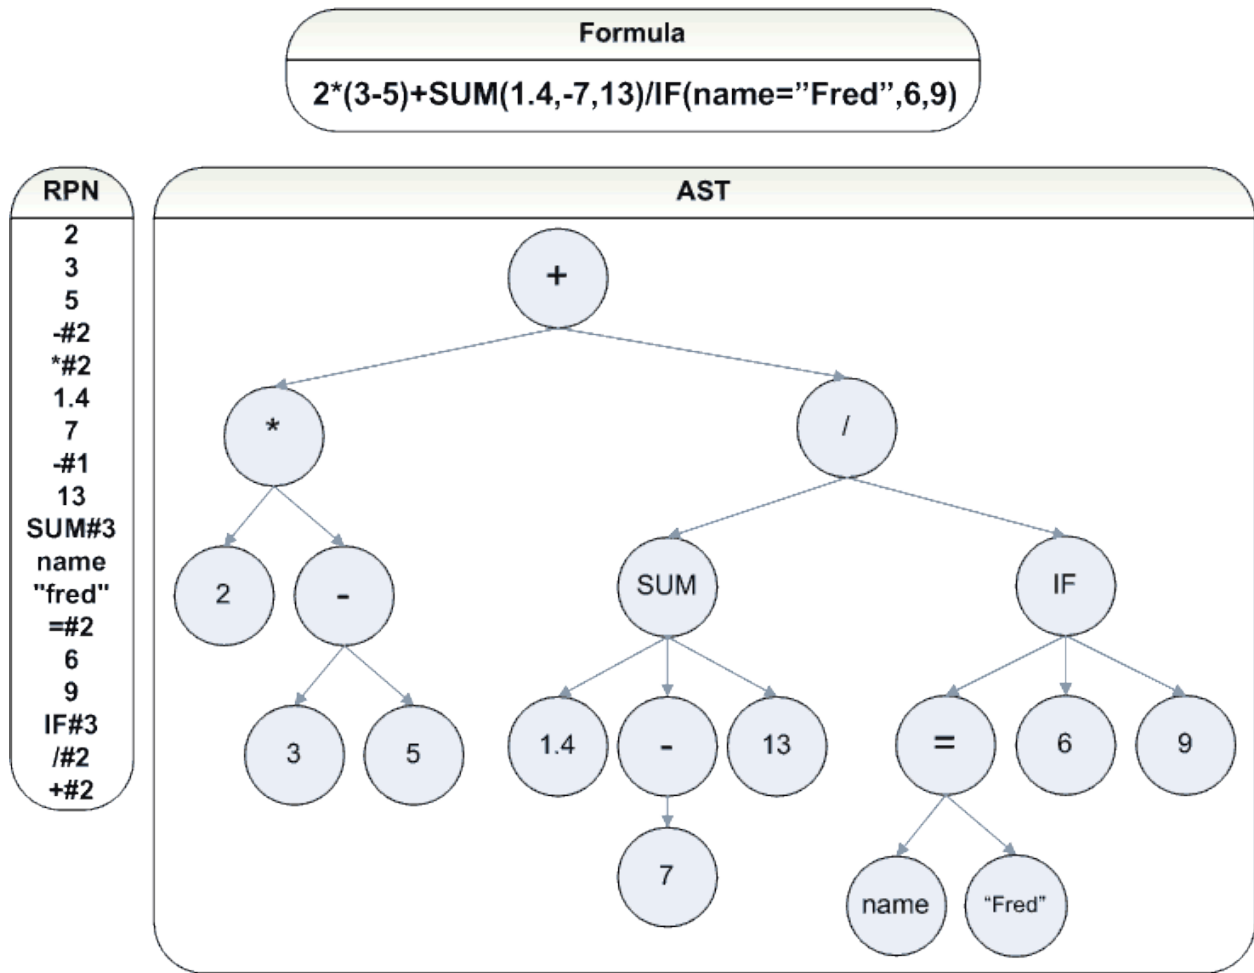 Formula
2*(3-5)+SUM(1.4,-7,13)/IF(name=”Fred”,6,9)
RPN
2
3
5
-#2
*#2
1.4
7
-#1
13
SUM#3
name
"fred"
=#2
6
9
IF#3
/#2
+#2
AST
+
*
/
2
-
SUM
IF
3
5
1.4
-
13
=
6
9
7
name
“Fred”